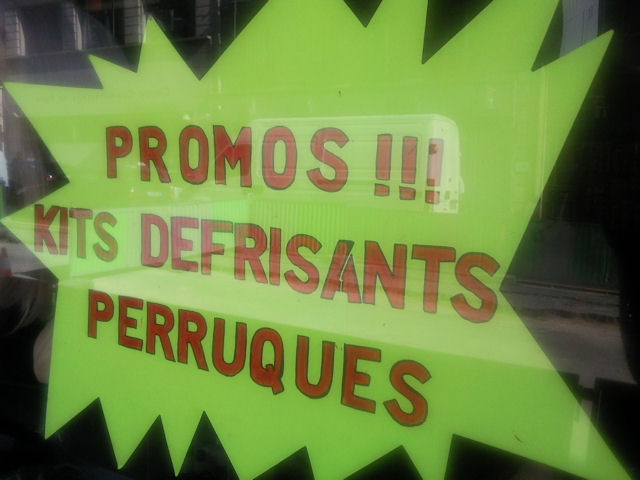 PROMOS !!!
KITS DEFRISANTS
PERRUQUES